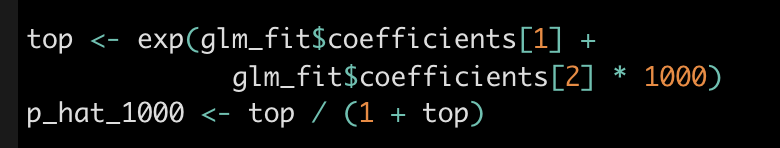 top <- exp(glm_fit$coefficients[1] +
glm_fit$coefficients[2] * 1000)
p_hat_1000 <- top / (1 + top)